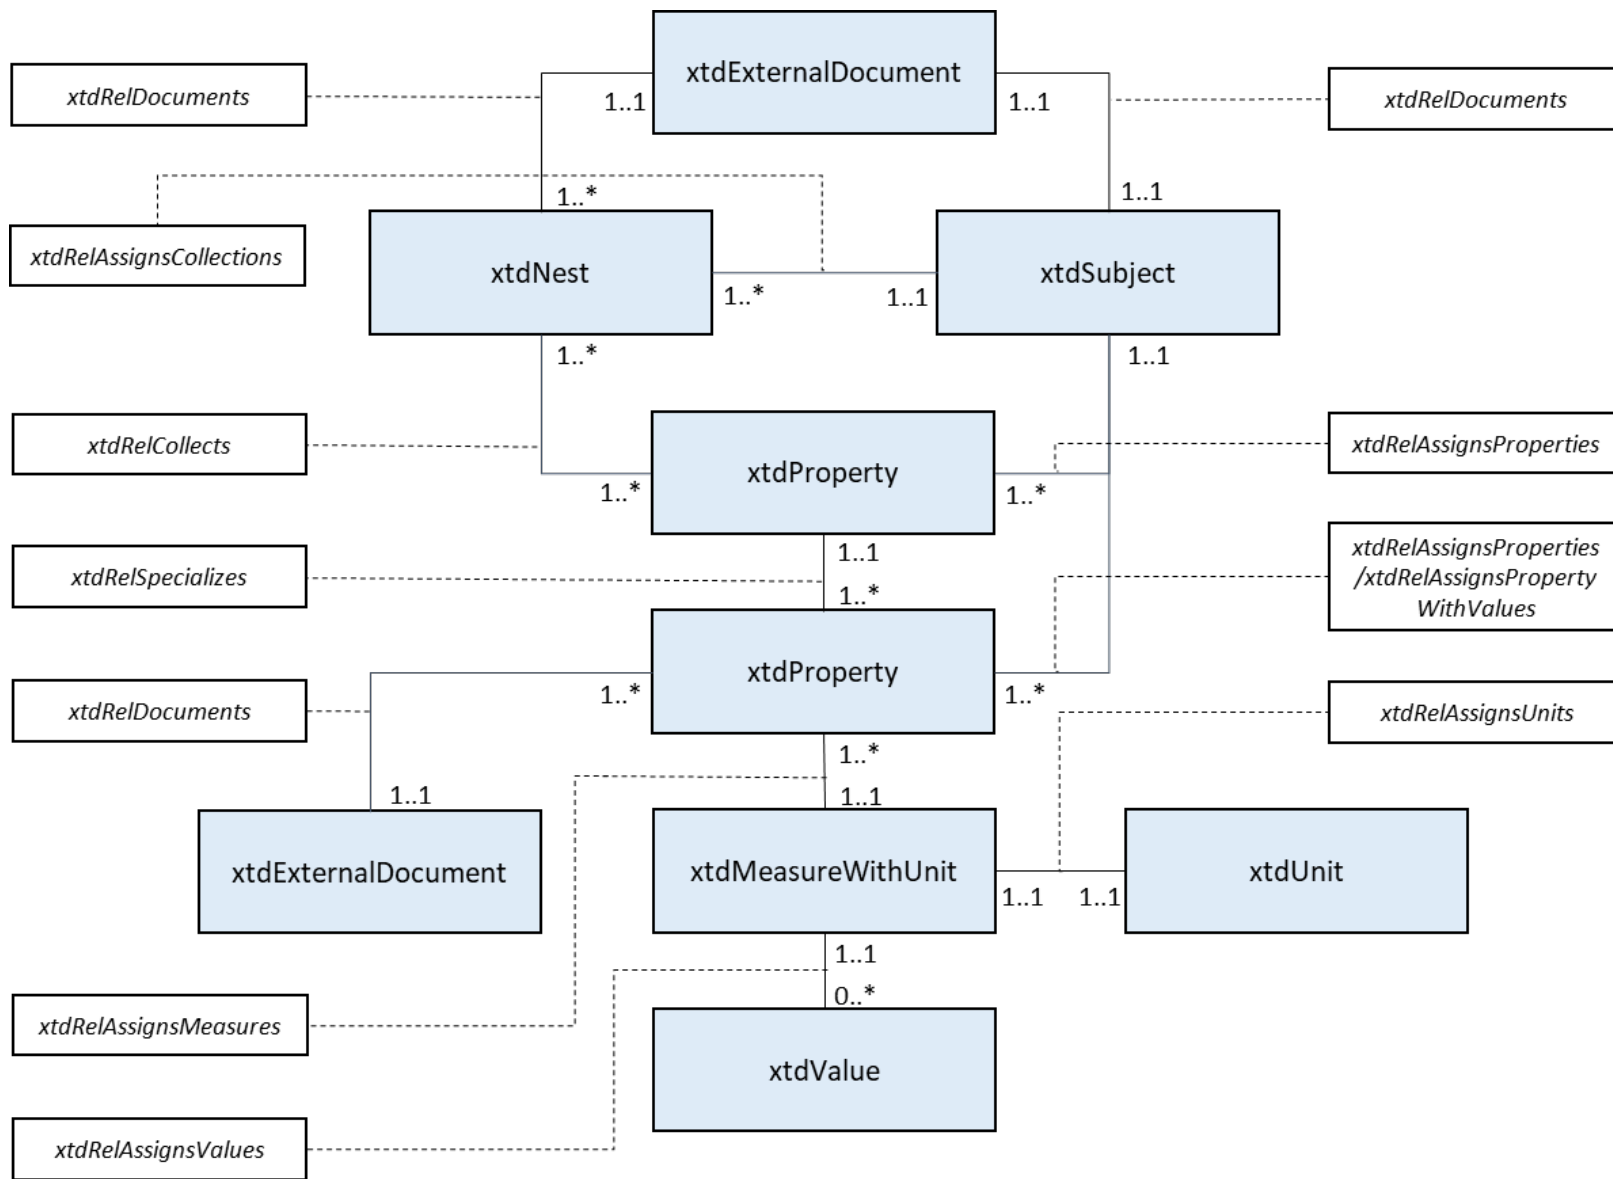 xtdExternalDocument
xtdRelDocuments
1..1
1..1
xtdRelDocuments
1..*
1..1
xtdRelAssignsCollections
xtdNest
xtdSubject
1..*
1..1
1..*
1..1
xtdRelCollects
xtdProperty
xtdRelAssignsProperties
1..*
1..*
1..1
xtdRelSpecializes
1..*
xtdRelAssignsProperties
/xtdRelAssignsProperty
WithValues
xtdProperty
1..*
1..*
xtdRelDocuments
xtdRelAssignsUnits
1..*
1..1
1..1
xtdExternalDocument
xtdMeasureWithUnit
xtdUnit
1..1
1..1
1..1
0..*
xtdRelAssignsMeasures
xtdValue
xtdRelAssignsValues